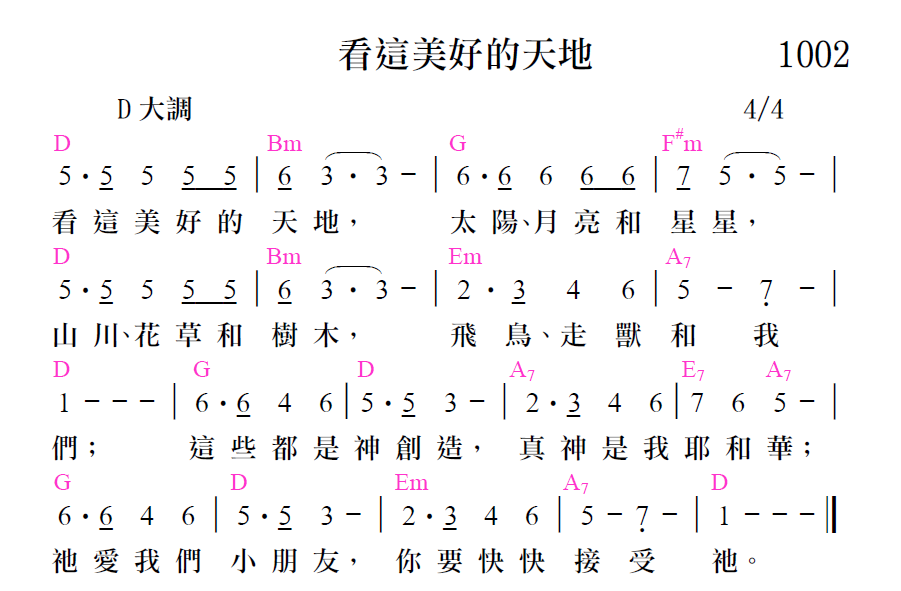 看這美好的天地 1002
D 大調 4/4
D Bm G F#m
5·5 5 5 5 | 6 3·3 - | 6·6 6 6 6 | 7 5·5 - |
看這美好的天地，太陽、月亮和星星，
D Bm Em A7
5·5 5 5 5 | 6 3·3 - | 2·3 4 6 | 5 - 7̣ - |
山川、花草和樹木，飛鳥、走獸和我
D G D A7 E7 A7
1 - - - | 6·6 4 6 | 5·5 3 - | 2·3 4 6 | 7 6 5 - |
們；這些都是神創造，真神是我耶和華；
G D Em A7 D
6·6 4 6 | 5·5 3 - | 2·3 4 6 | 5 - 7̣ - | 1 - - - ‖
祂愛我們小朋友，你要快快接受祂。